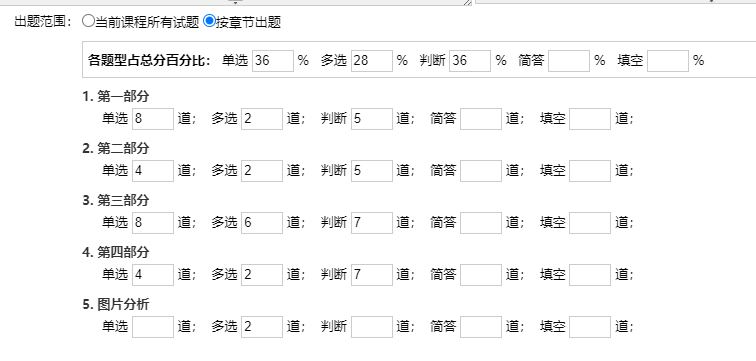 出题范围： 当前课程所有试题 按章节出题
各题型占总分百分比： 单选 36 % 多选 28 % 判断 36 % 简答 % 填空 %
1. 第一部分
单选 8 道； 多选 2 道； 判断 5 道； 简答 道； 填空 道；
2. 第二部分
单选 4 道； 多选 2 道； 判断 5 道； 简答 道； 填空 道；
3. 第三部分
单选 8 道； 多选 6 道； 判断 7 道； 简答 道； 填空 道；
4. 第四部分
单选 4 道； 多选 2 道； 判断 7 道； 简答 道； 填空 道；
5. 图片分析
单选 道； 多选 2 道； 判断 道； 简答 道； 填空 道；